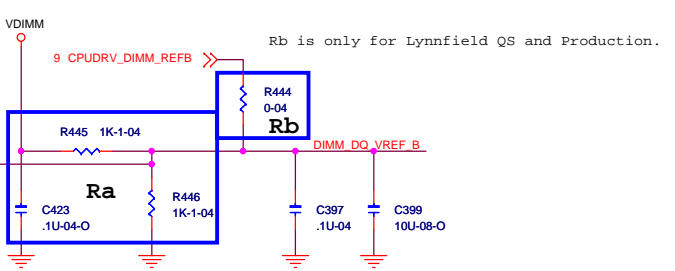 VDIMM
Rb is only for Lynnfield QS and Production.
9 CPUDRV_DIMM_REFB
R444
0-04
Rb
R445 1K-1-04
DIMM_DQ_VREF_B
Ra
R446
1K-1-04
C423
.1U-04-O
C397
.1U-04
C399
10U-08-O